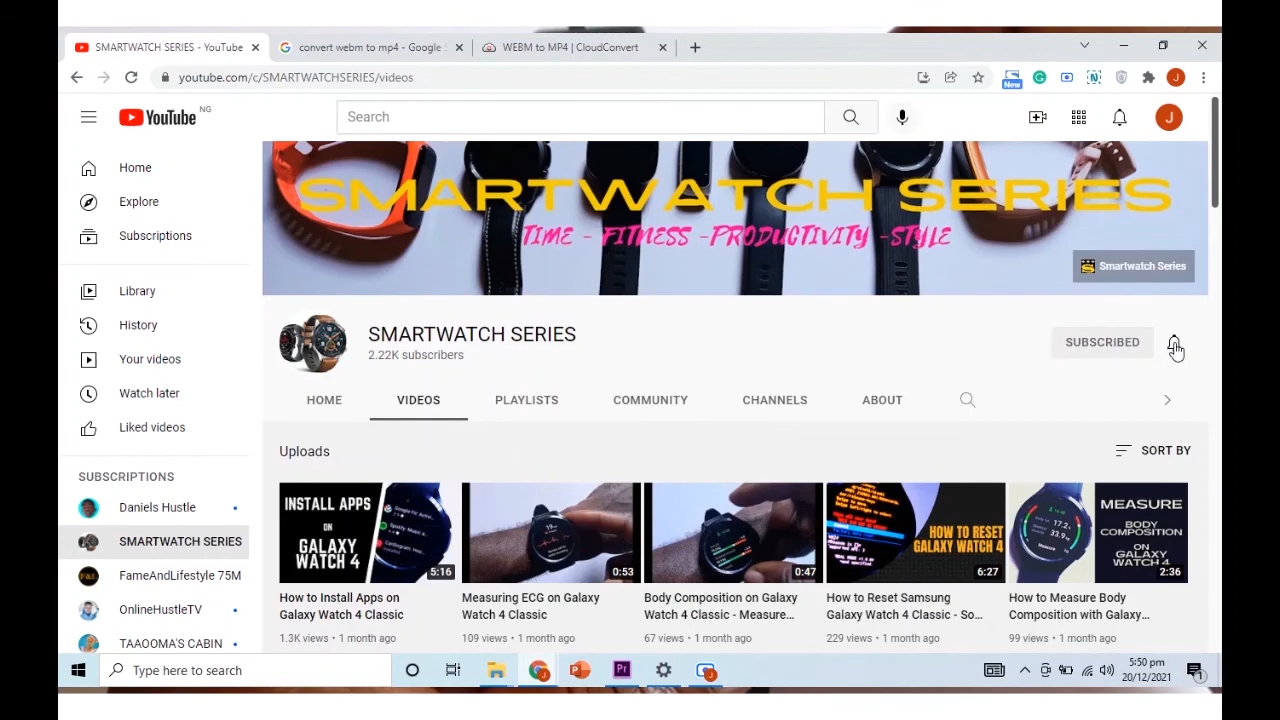 SMARTWATCH SERIES - YouTube
convert webm to mp4 - Google S
WEBM to MP4 | CloudConvert
youtube.com/c/SMARTWATCHSERIES/videos
New
J
YouTube NG
Search
J
Home
Explore
Subscriptions
Library
History
Your videos
Watch later
Liked videos
SUBSCRIPTIONS
Daniels Hustle
SMARTWATCH SERIES
FameAndLifestyle 75M
OnlineHustleTV
TAAOOMA'S CABIN
SMARTWATCH SERIES
TIME - FITNESS -PRODUCTIVITY -STYLE
Smartwatch Series
SMARTWATCH SERIES
2.22K subscribers
SUBSCRIBED
HOME
VIDEOS
PLAYLISTS
COMMUNITY
CHANNELS
ABOUT
Uploads
SORT BY
INSTALL APPS
ON
GALAXY
WATCH 4
5:16
How to Install Apps on
Galaxy Watch 4 Classic
1.3K views • 1 month ago
0:53
Measuring ECG on Galaxy
Watch 4 Classic
109 views • 1 month ago
0:47
Body Composition on Galaxy
Watch 4 Classic - Measure...
67 views • 1 month ago
HOW TO RESET
GALAXY WATCH 4
6:27
How to Reset Samsung
Galaxy Watch 4 Classic - So...
229 views • 1 month ago
MEASURE
BODY
COMPOSITION
ON
GALAXY
2:36
How to Measure Body
Composition with Galaxy...
99 views • 1 month ago
Type here to search
5:50 pm
20/12/2021